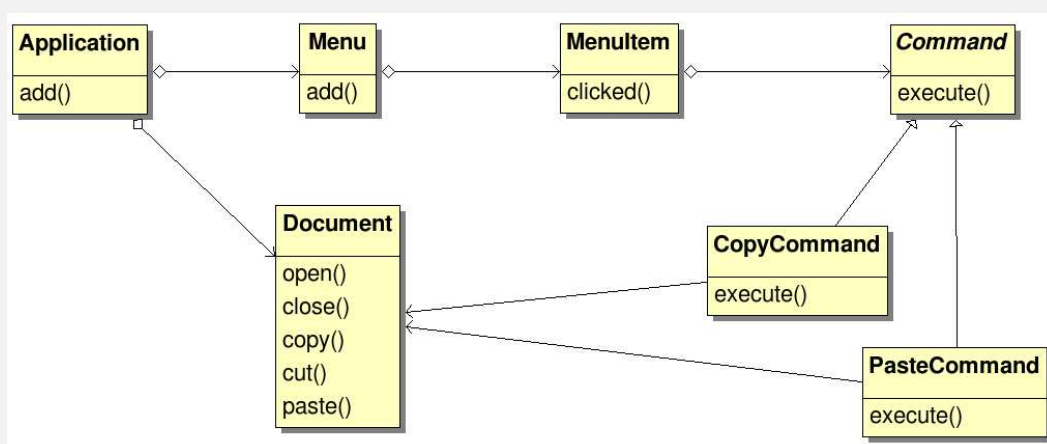 Application
add()
Menu
add()
MenuItem
clicked()
Command
execute()
Document
open()
close()
copy()
cut()
paste()
CopyCommand
execute()
PasteCommand
execute()